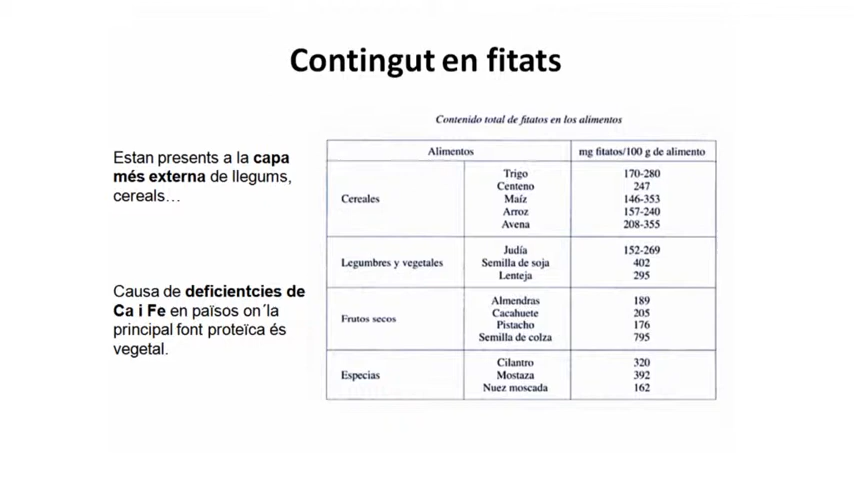 Contingut en fitats
Estan presents a la capa
més externa de llegums,
cereals…
Causa de deficientcies de
Ca i Fe en països on´la
principal font proteïca és
vegetal.
Contenido total de fitatos en los alimentos
Alimentos mg fitatos/100 g de alimento
Cereales
Trigo 170-280
Centeno 247
Maíz 146-353
Arroz 157-240
Avena 208-355
Legumbres y vegetales
Judía 152-269
Semilla de soja 402
Lenteja 295
Frutos secos
Almendras 189
Cacahuete 205
Pistacho 176
Semilla de colza 795
Especias
Cilantro 320
Mostaza 392
Nuez moscada 162